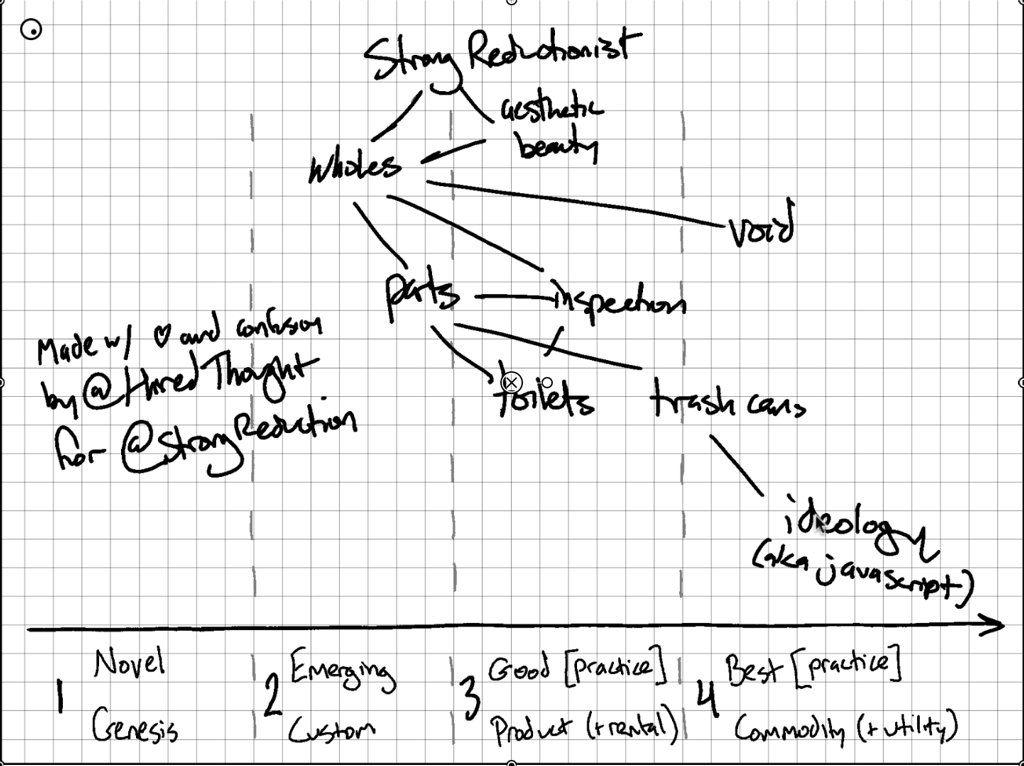 Strong Reductionist
aesthetic
beauty
wholes
void
parts
inspection
Made w/ ♡ and confusion
by @HiredThought
for @StrongReduction
toilets
trash cans
ideology
(aka javascript)
1
Novel
Genesis
2
Emerging
Custom
3
Good [practice]
Product (+rental)
4
Best [practice]
Commodity (+utility)